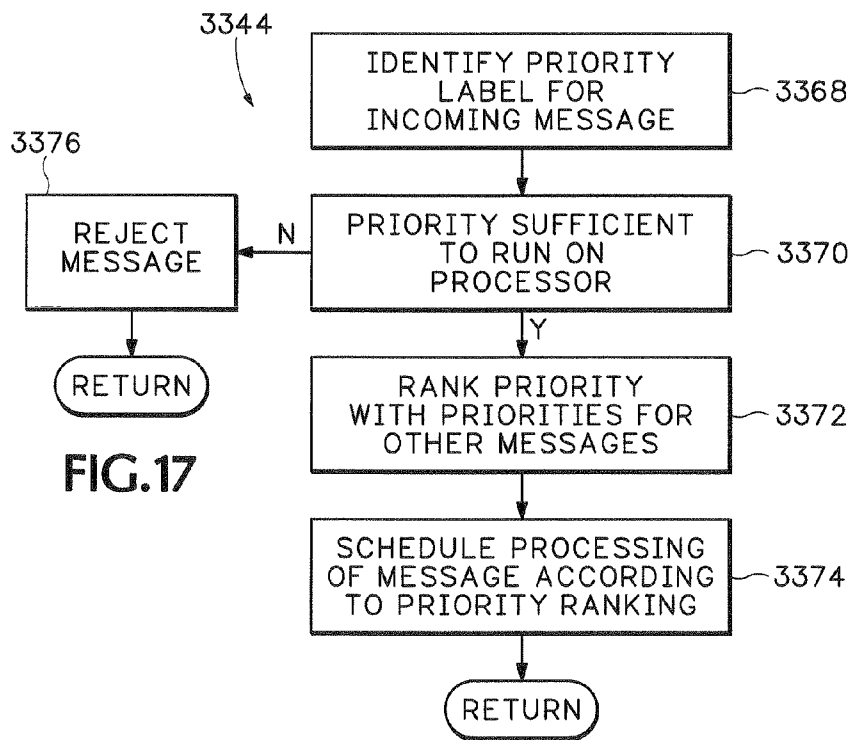 3344
IDENTIFY PRIORITY
LABEL FOR
INCOMING MESSAGE
3368
3376
REJECT
MESSAGE
N
PRIORITY SUFFICIENT
TO RUN ON
PROCESSOR
3370
Y
RETURN
RANK PRIORITY
WITH PRIORITIES FOR
OTHER MESSAGES
3372
FIG.17
SCHEDULE PROCESSING
OF MESSAGE ACCORDING
TO PRIORITY RANKING
3374
RETURN